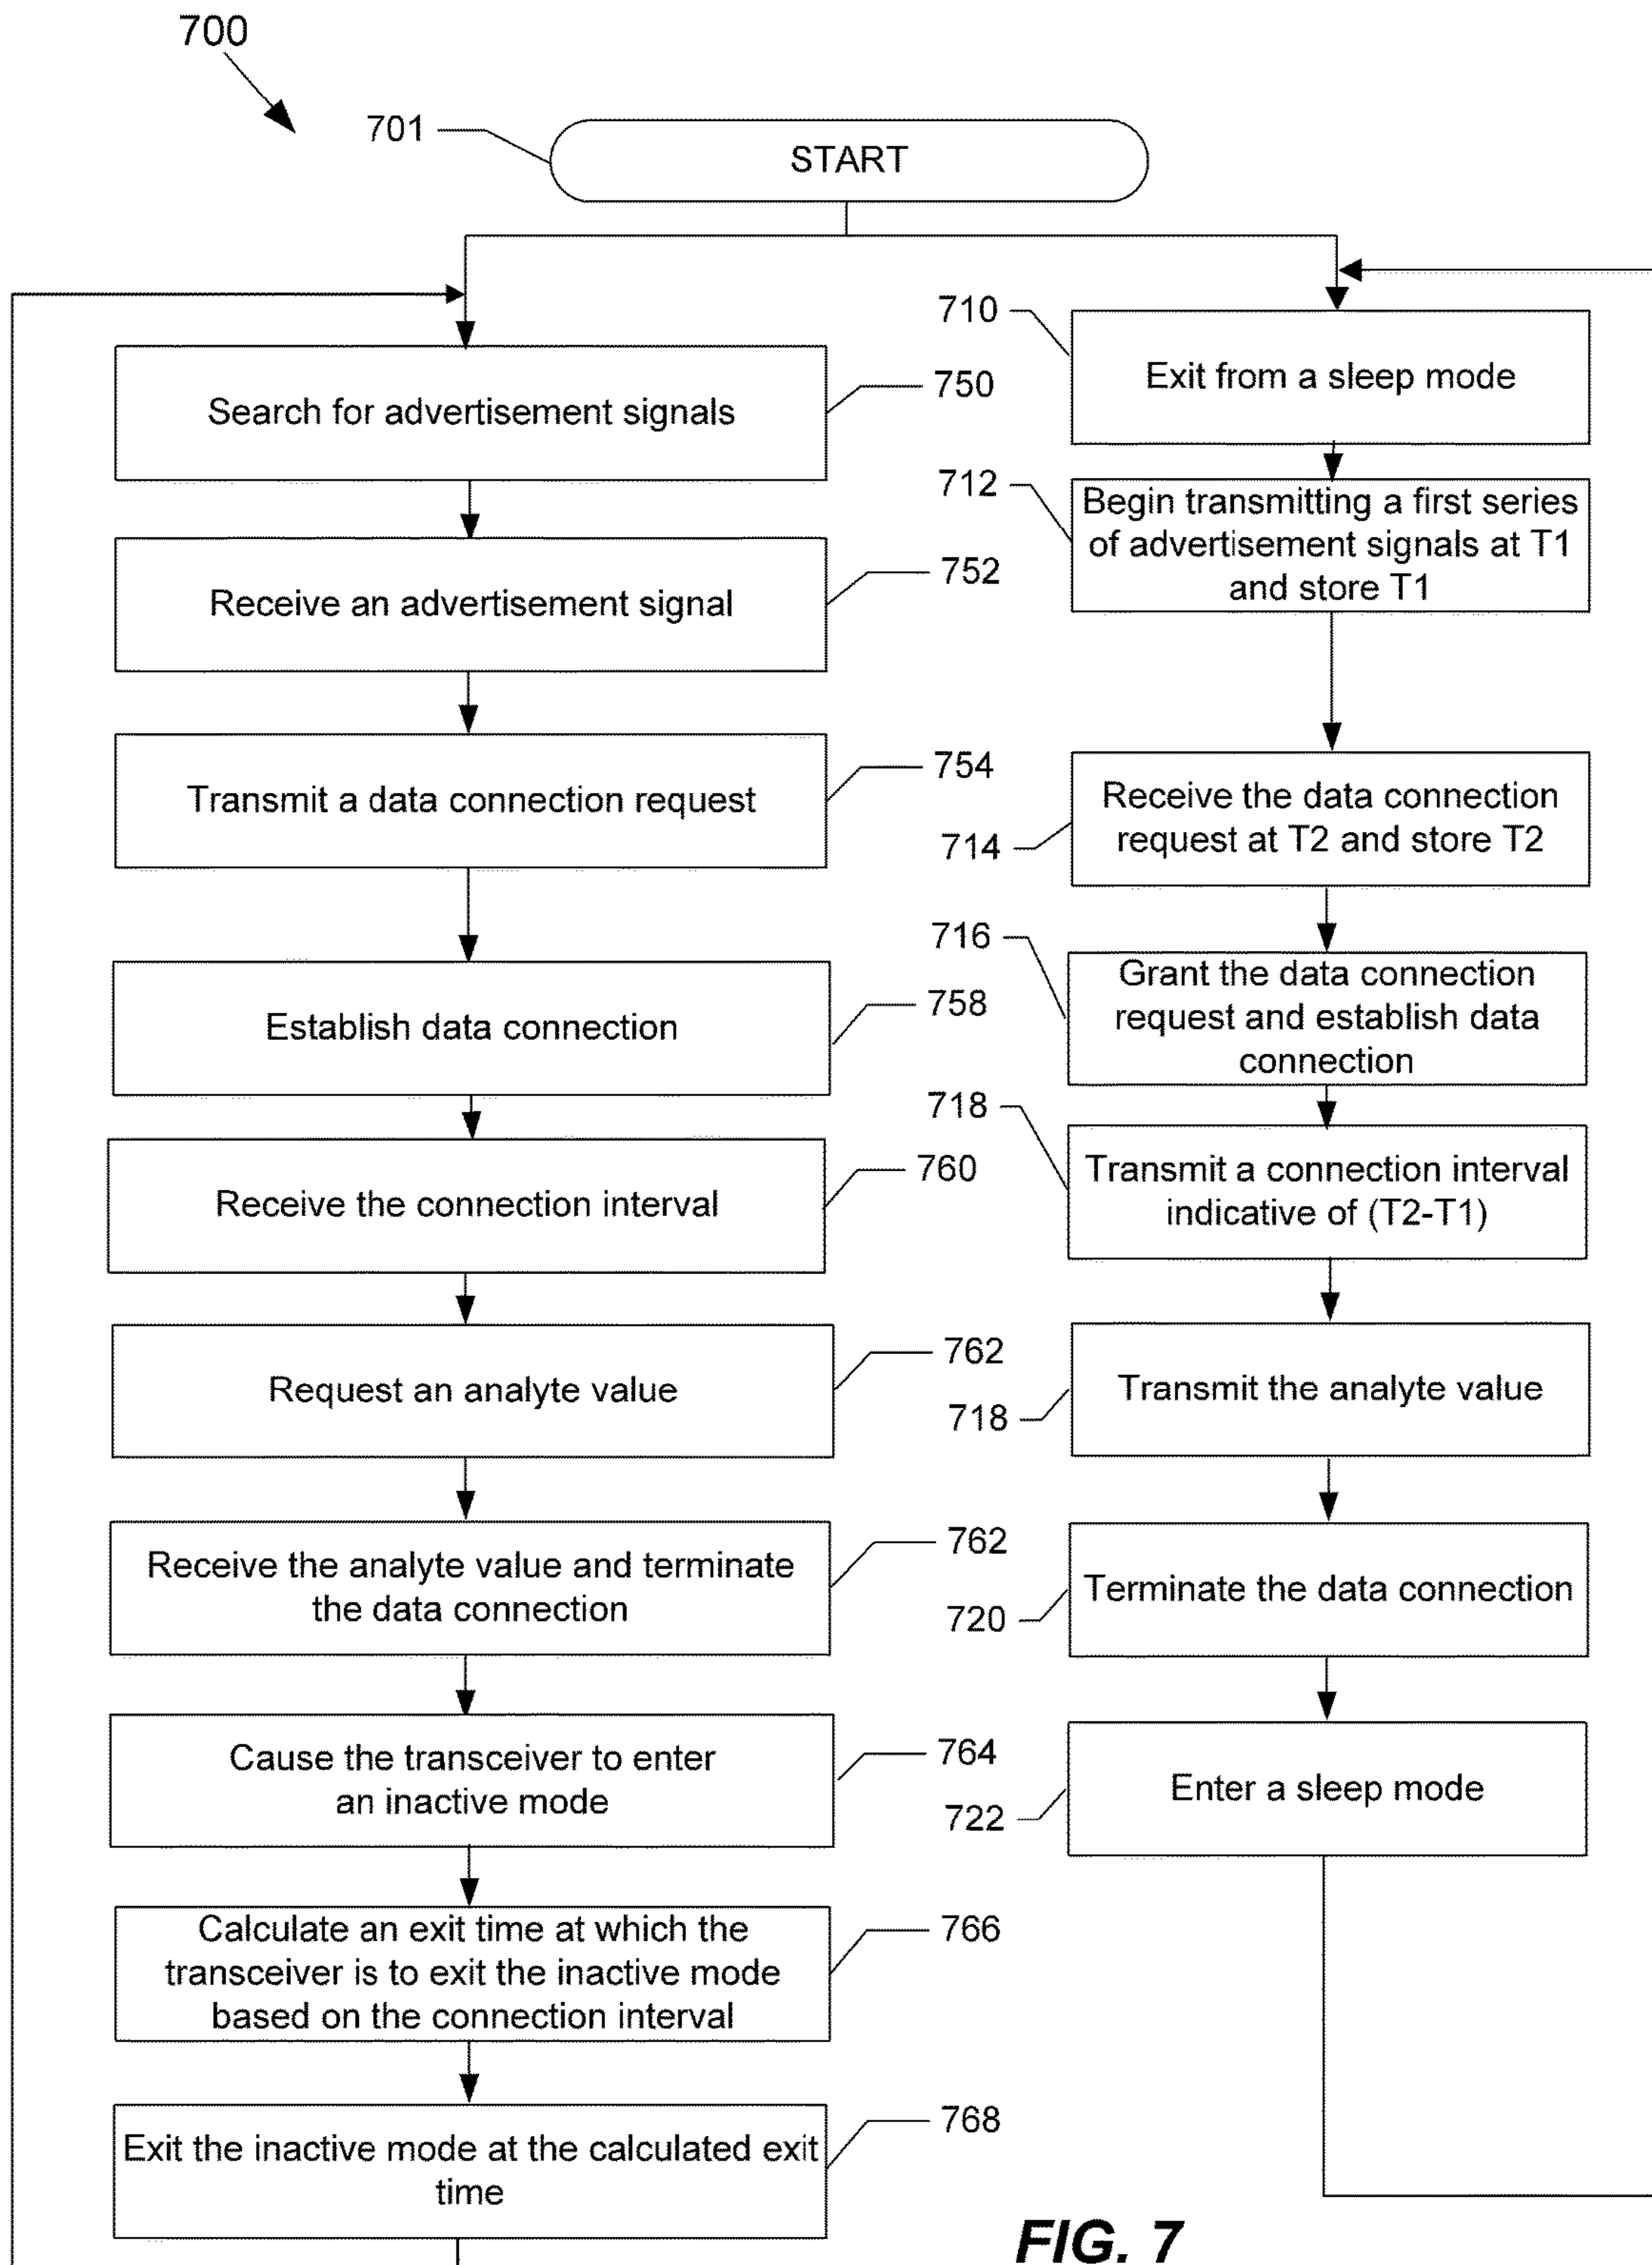 700
701
START
710
Exit from a sleep mode
750
Search for advertisement signals
712
Begin transmitting a first series
of advertisement signals at T1
and store T1
752
Receive an advertisement signal
754
Transmit a data connection request
714
Receive the data connection
request at T2 and store T2
716
Grant the data connection
request and establish data
connection
758
Establish data connection
718
Transmit a connection interval
indicative of (T2-T1)
760
Receive the connection interval
762
Request an analyte value
718
Transmit the analyte value
762
Receive the analyte value and terminate
the data connection
720
Terminate the data connection
764
Cause the transceiver to enter
an inactive mode
722
Enter a sleep mode
766
Calculate an exit time at which the
transceiver is to exit the inactive mode
based on the connection interval
768
Exit the inactive mode at the calculated exit
time
FIG. 7